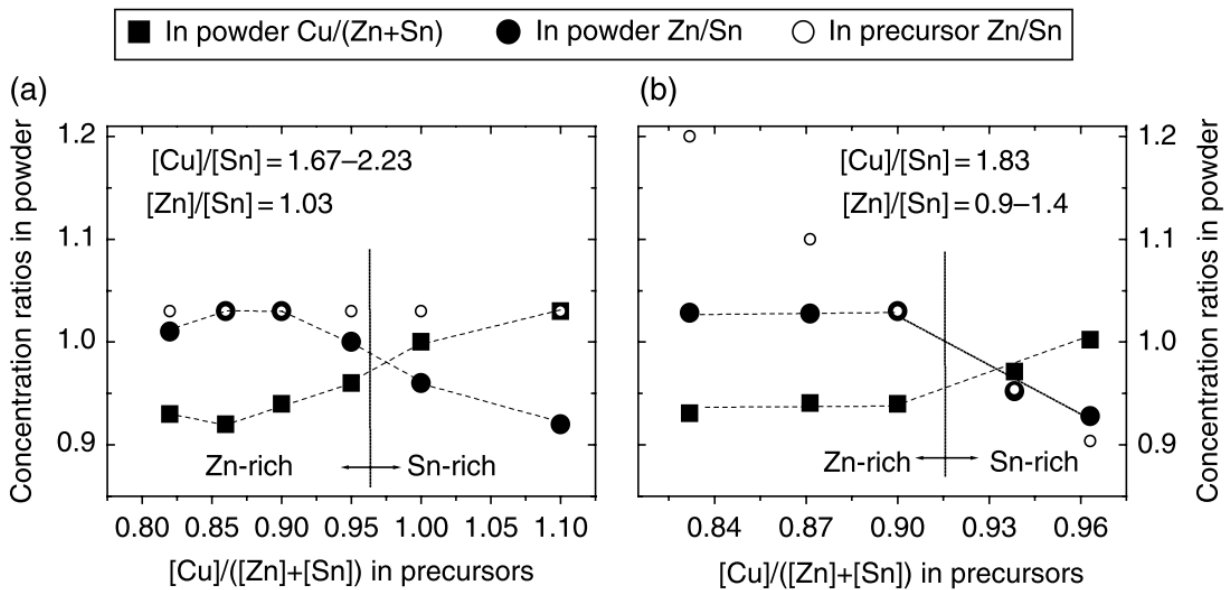 In powder Cu/(Zn+Sn) In powder Zn/Sn In precursor Zn/Sn
(a)
1.2
1.1
1.0
0.9
Concentration ratios in powder
[Cu]/[Sn] = 1.67–2.23
[Zn]/[Sn] = 1.03
Zn-rich
Sn-rich
0.80 0.85 0.90 0.95 1.00 1.05 1.10
[Cu]/([Zn]+[Sn]) in precursors
(b)
[Cu]/[Sn] = 1.83
[Zn]/[Sn] = 0.9–1.4
Zn-rich
Sn-rich
0.84 0.87 0.90 0.93 0.96
[Cu]/([Zn]+[Sn]) in precursors
1.2
1.1
1.0
0.9
Concentration ratios in powder